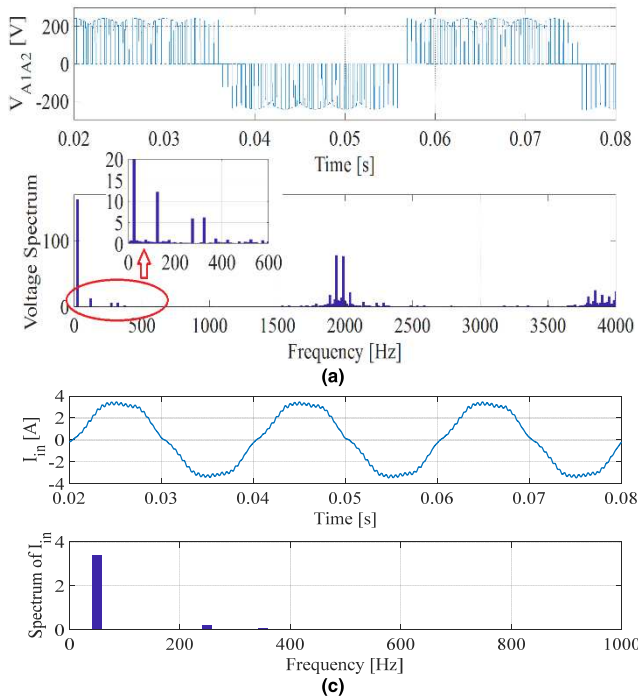 V_A1A2 [V]
200
0
-200
0.02 0.03 0.04 0.05 0.06 0.07 0.08
Time [s]
20
15
10
5
0
0 200 400 600
Voltage Spectrum
100
0
0 500 1000 1500 2000 2500 3000 3500 4000
Frequency [Hz]
(a)
I_in [A]
4
2
0
-2
-4
0.02 0.03 0.04 0.05 0.06 0.07 0.08
Time [s]
Spectrum of I_in
4
2
0
0 200 400 600 800 1000
Frequency [Hz]
(c)